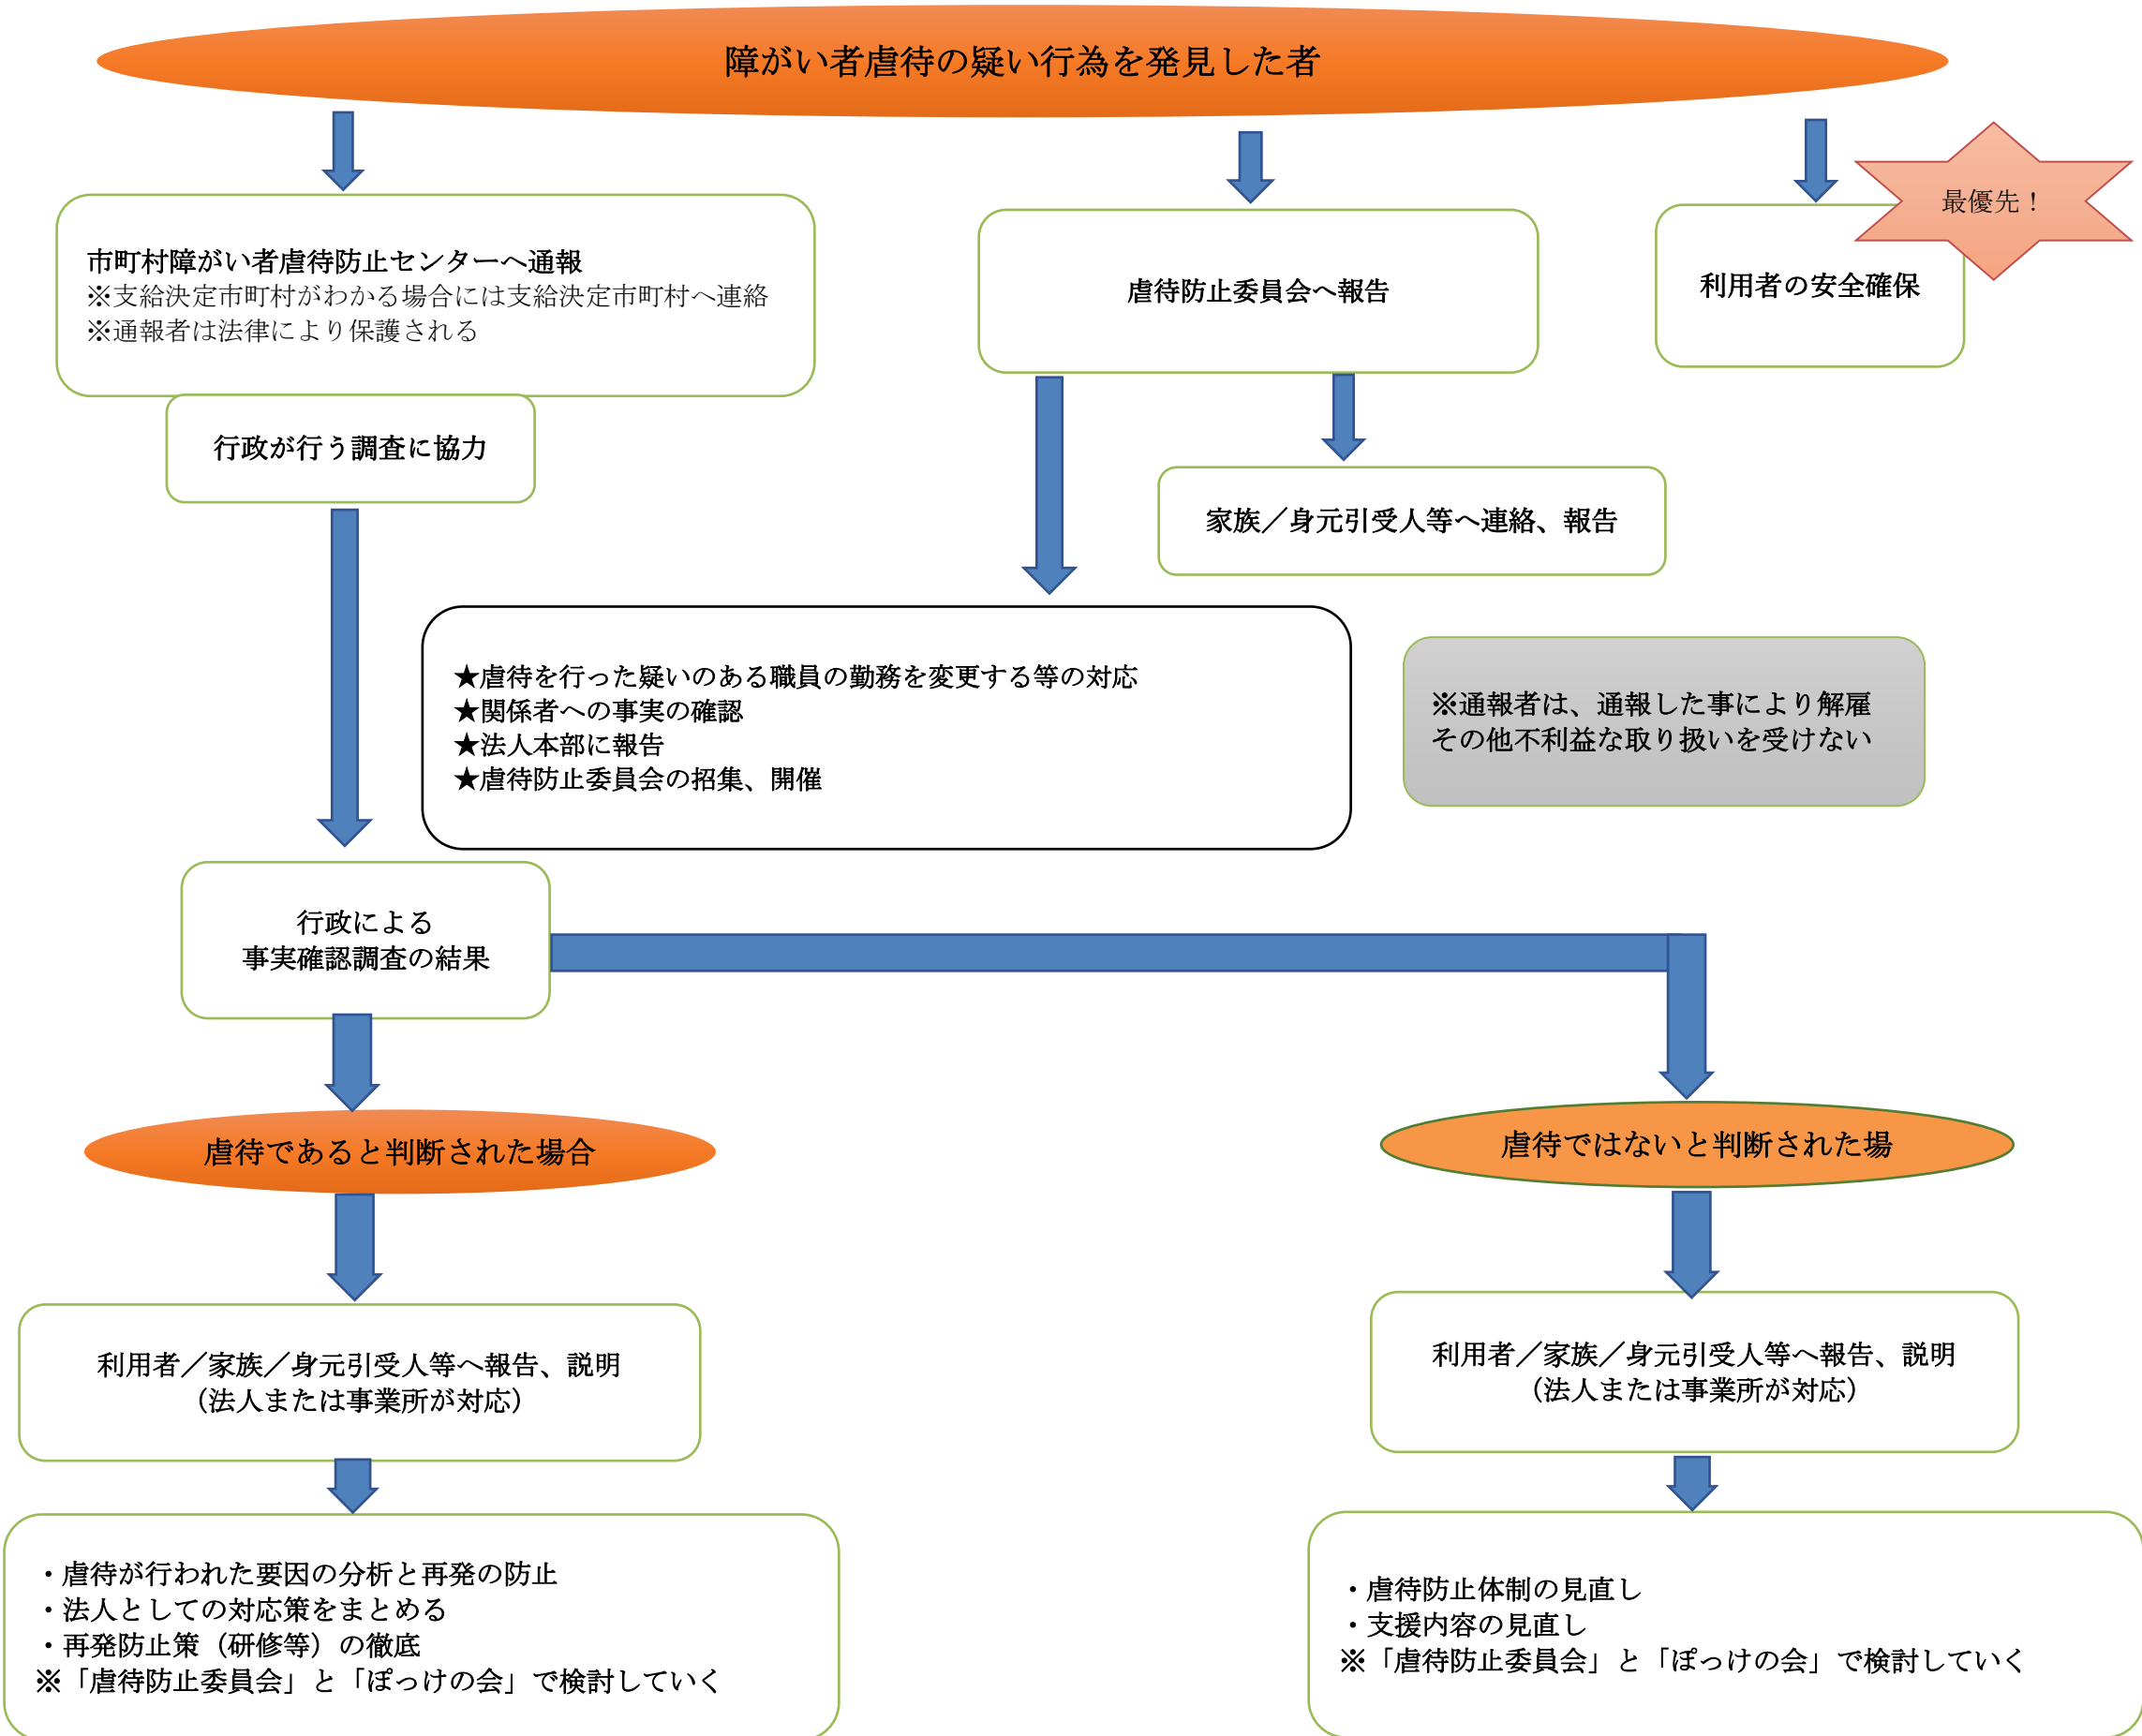 障がい者虐待の疑い行為を発見した者
市町村障がい者虐待防止センターへ通報
※支給決定市町村がわかる場合には支給決定市町村へ連絡
※通報者は法律により保護される
虐待防止委員会へ報告
最優先！
利用者の安全確保
行政が行う調査に協力
家族／身元引受人等へ連絡、報告
★虐待を行った疑いのある職員の勤務を変更する等の対応
★関係者への事実の確認
★法人本部に報告
★虐待防止委員会の招集、開催
※通報者は、通報した事により解雇
その他不利益な取り扱いを受けない
行政による
事実確認調査の結果
虐待であると判断された場合
虐待ではないと判断された場
利用者／家族／身元引受人等へ報告、説明
（法人または事業所が対応）
利用者／家族／身元引受人等へ報告、説明
（法人または事業所が対応）
・虐待が行われた要因の分析と再発の防止
・法人としての対応策をまとめる
・再発防止策（研修等）の徹底
※「虐待防止委員会」と「ぽっけの会」で検討していく
・虐待防止体制の見直し
・支援内容の見直し
※「虐待防止委員会」と「ぽっけの会」で検討していく